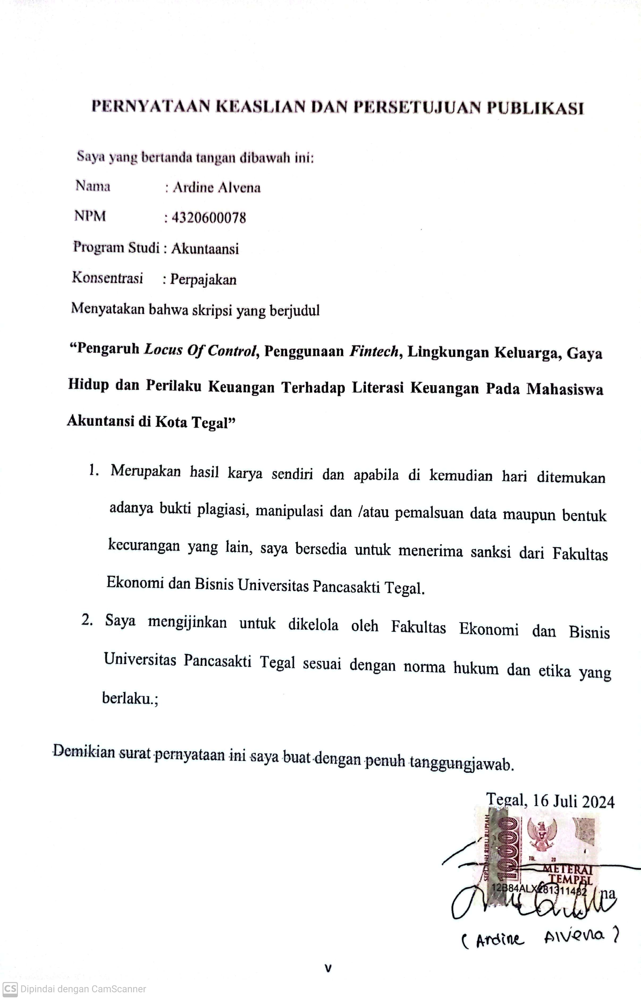 PERNYATAAN KEASLIAN DAN PERSETUJUAN PUBLIKASI
Saya yang bertanda tangan dibawah ini:
Nama : Ardine Alvena
NPM : 4320600078
Program Studi : Akuntaansi
Konsentrasi : Perpajakan
Menyatakan bahwa skripsi yang berjudul
“Pengaruh Locus Of Control, Penggunaan Fintech, Lingkungan Keluarga, Gaya
Hidup dan Perilaku Keuangan Terhadap Literasi Keuangan Pada Mahasiswa
Akuntansi di Kota Tegal”
1. Merupakan hasil karya sendiri dan apabila di kemudian hari ditemukan
adanya bukti plagiasi, manipulasi dan /atau pemalsuan data maupun bentuk
kecurangan yang lain, saya bersedia untuk menerima sanksi dari Fakultas
Ekonomi dan Bisnis Universitas Pancasakti Tegal.
2. Saya mengijinkan untuk dikelola oleh Fakultas Ekonomi dan Bisnis
Universitas Pancasakti Tegal sesuai dengan norma hukum dan etika yang
berlaku.;
Demikian surat pernyataan ini saya buat dengan penuh tanggungjawab.
Tegal, 16 Juli 2024
SEPULUH RIBU RUPIAH
10000
TGL. 20
METERAI
TEMPEL
12B84ALX281311482
na
(Ardine Alvena)
v
CS Dipindai dengan CamScanner